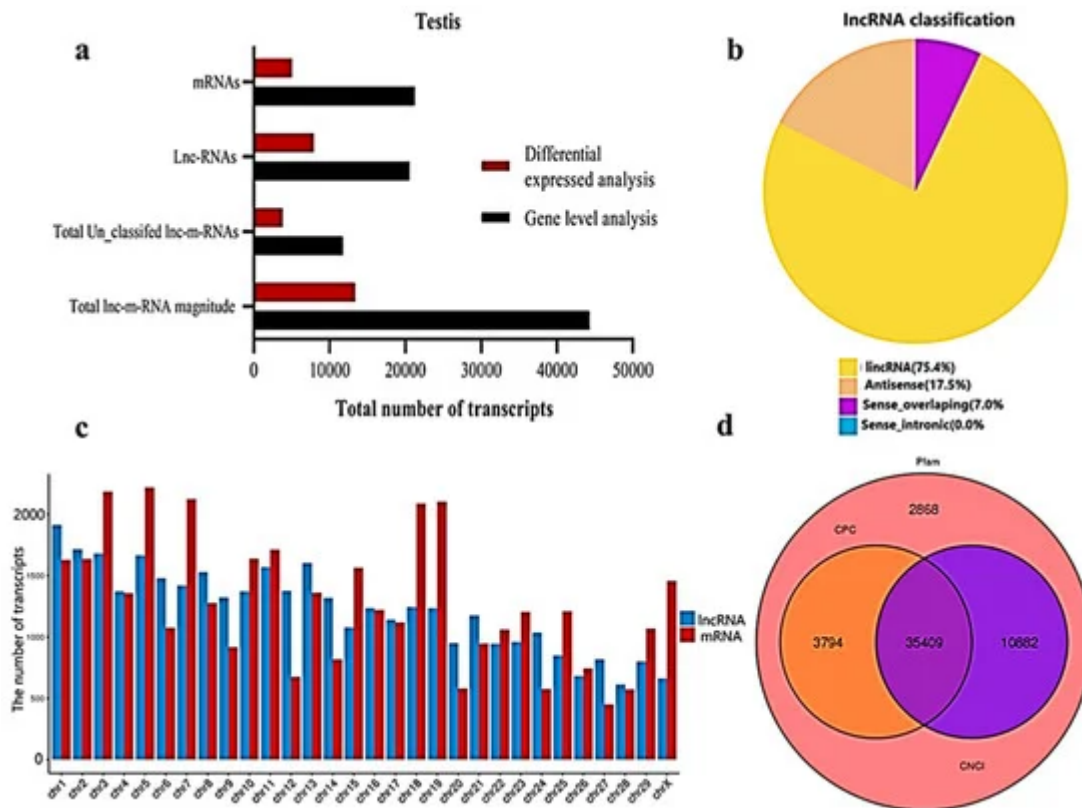 a
Testis
mRNAs
Lnc-RNAs
Total Un_classifed lnc-m-RNAs
Total lnc-m-RNA magnitude
Differential
expressed analysis
Gene level analysis
0 10000 20000 30000 40000 50000
Total number of transcripts
b
lncRNA classification
lincRNA(75.4%)
Antisense(17.5%)
Sense_overlaping(7.0%
Sense_intronic(0.0%
c
The number of transcripts
2000
1500
1000
500
0
chr1 chr2 chr3 chr4 chr5 chr6 chr7 chr8 chr9 chr10 chr11 chr12 chr13 chr14 chr15 chr16 chr17 chr18 chr19 chr20 chr21 chr22 chr23 chr24 chr25 chr26 chr27 chr28 chr29 chrX
lncRNA
mRNA
d
Pfam
2868
CPC
3794
35409
10882
CNCI